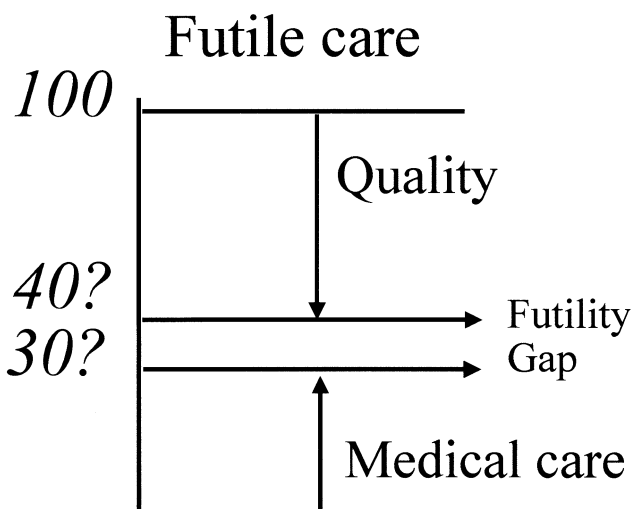 Futile care
100
Quality
40?
Futility
30?
Gap
Medical care